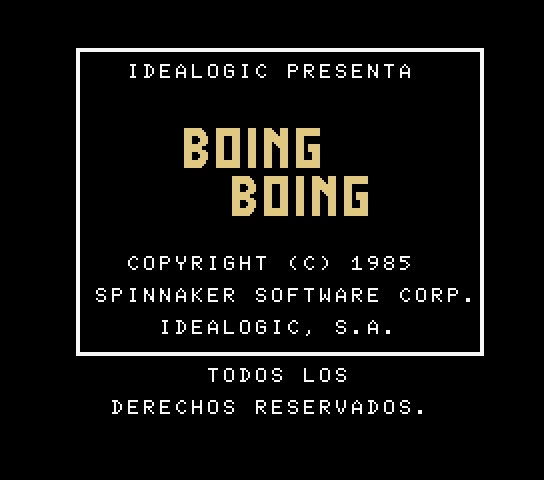 IDEALOGIC PRESENTA
BOING
BOING
COPYRIGHT (C) 1985
SPINNAKER SOFTWARE CORP.
IDEALOGIC, S.A.
TODOS LOS
DERECHOS RESERVADOS.